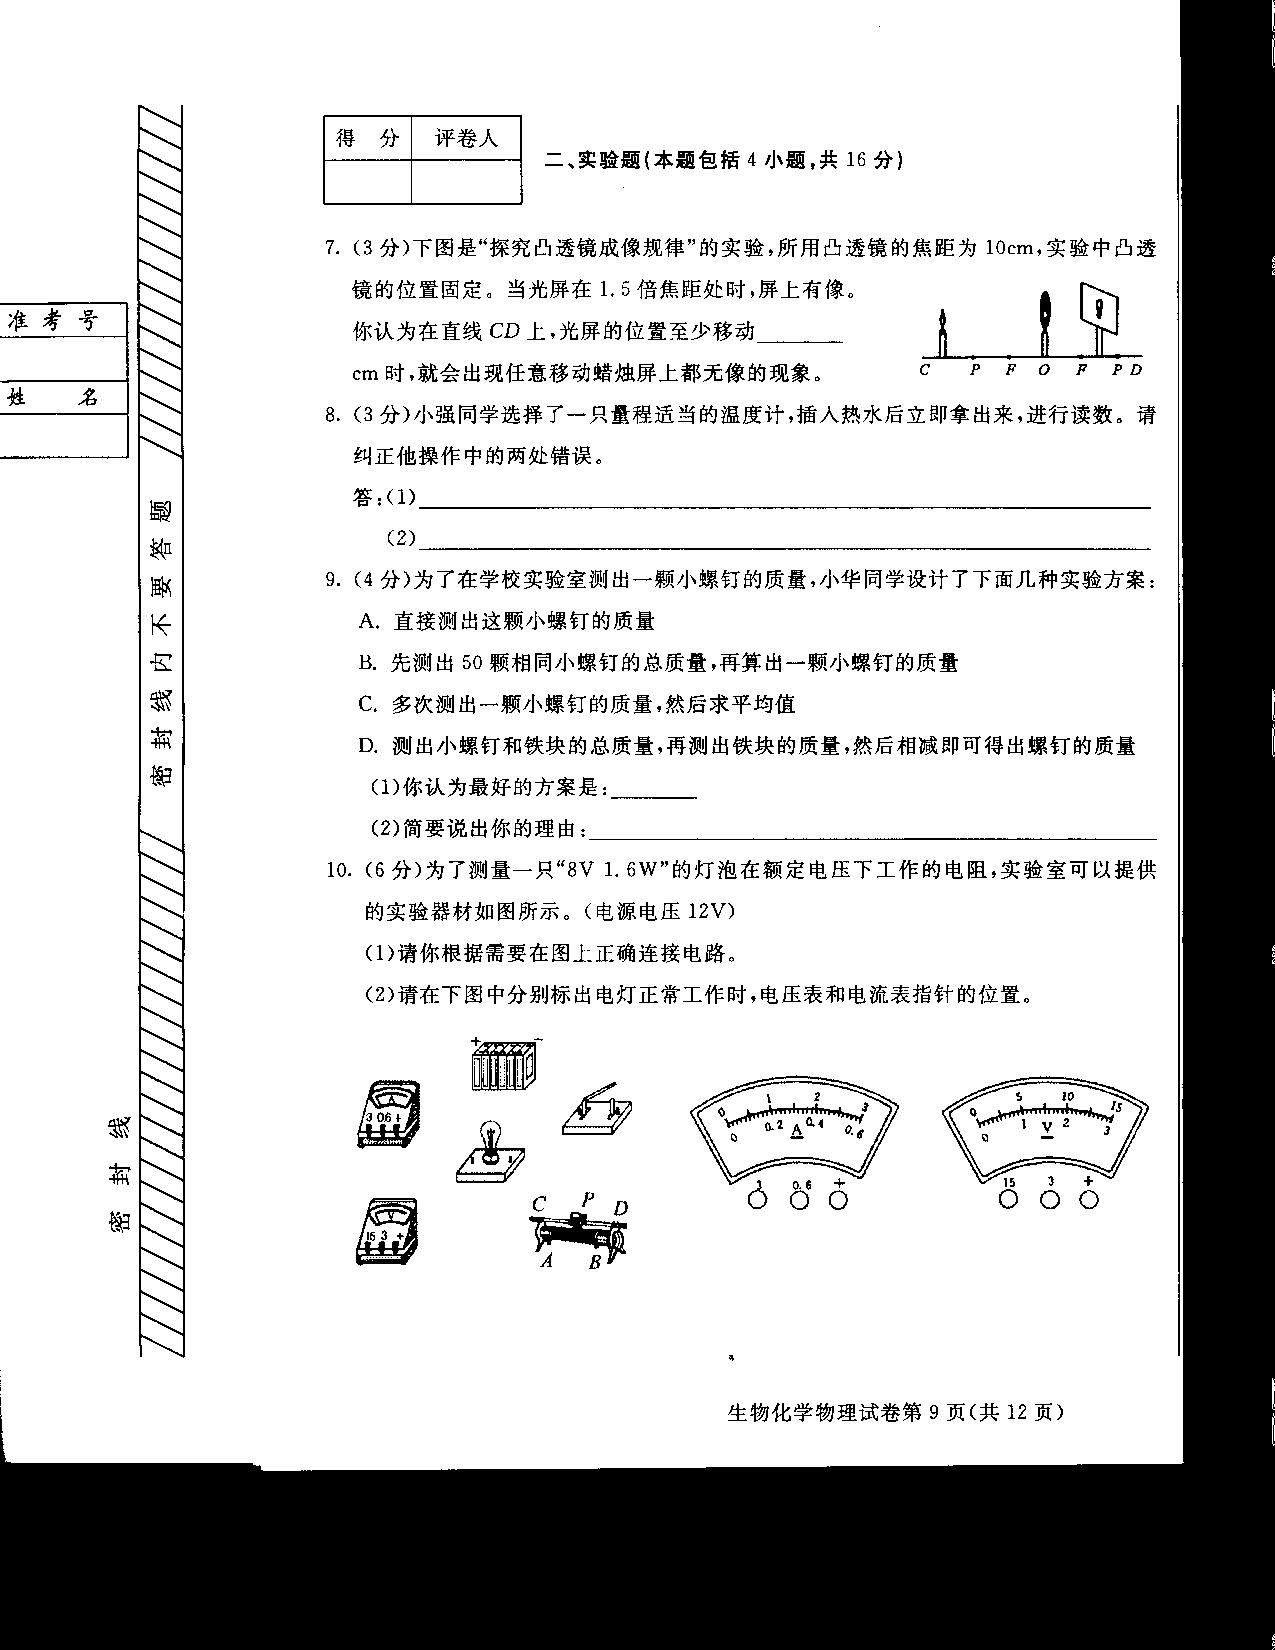 得 分 评卷人
二、实验题(本题包括 4 小题,共 16 分)
7. (3 分)下图是“探究凸透镜成像规律”的实验,所用凸透镜的焦距为 10cm,实验中凸透
镜的位置固定。当光屏在 1.5 倍焦距处时,屏上有像。
你认为在直线 CD 上,光屏的位置至少移动________
cm 时,就会出现任意移动蜡烛屏上都无像的现象。
C P F O F P D
8. (3 分)小强同学选择了一只量程适当的温度计,插入热水后立即拿出来,进行读数。请
纠正他操作中的两处错误。
答:(1)
(2)
9. (4 分)为了在学校实验室测出一颗小螺钉的质量,小华同学设计了下面几种实验方案:
A. 直接测出这颗小螺钉的质量
B. 先测出 50 颗相同小螺钉的总质量,再算出一颗小螺钉的质量
C. 多次测出一颗小螺钉的质量,然后求平均值
D. 测出小螺钉和铁块的总质量,再测出铁块的质量,然后相减即可得出螺钉的质量
(1)你认为最好的方案是:________
(2)简要说出你的理由:
10. (6 分)为了测量一只“8V 1.6W”的灯泡在额定电压下工作的电阻,实验室可以提供
的实验器材如图所示。(电源电压 12V)
(1)请你根据需要在图上正确连接电路。
(2)请在下图中分别标出电灯正常工作时,电压表和电流表指针的位置。
+ −
A
3 0.6 +
V
15 3 +
C P D
A B
0 1 2 3
0 0.2 0.4 0.6
A
3 0.6 +
0 5 10 15
0 1 2 3
V
15 3 +
生物化学物理试卷第 9 页(共 12 页)
准 考 号
姓 名
密 封 线 内 不 要 答 题
密 封 线